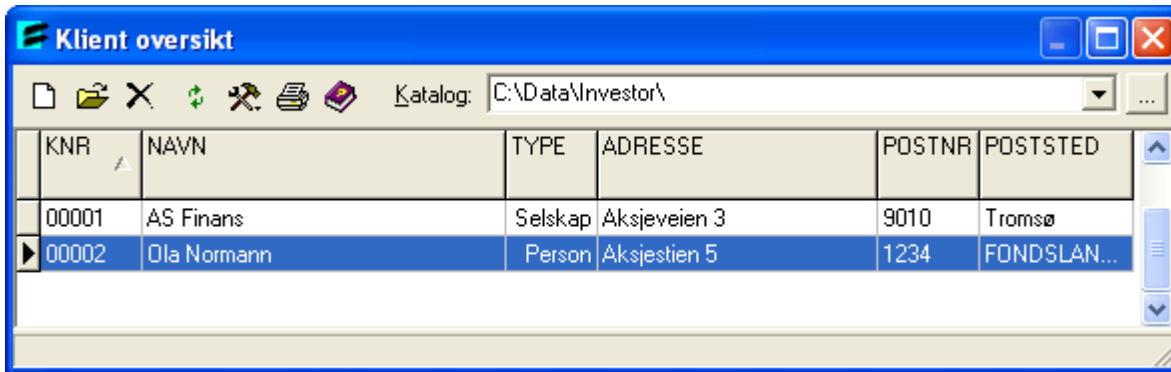 Klient oversikt
Katalog: C:\Data\Investor\ ...
KNR NAVN TYPE ADRESSE POSTNR POSTSTED
00001 AS Finans Selskap Aksjeveien 3 9010 Tromsø
00002 Ola Normann Person Aksjestien 5 1234 FONDSLAN...